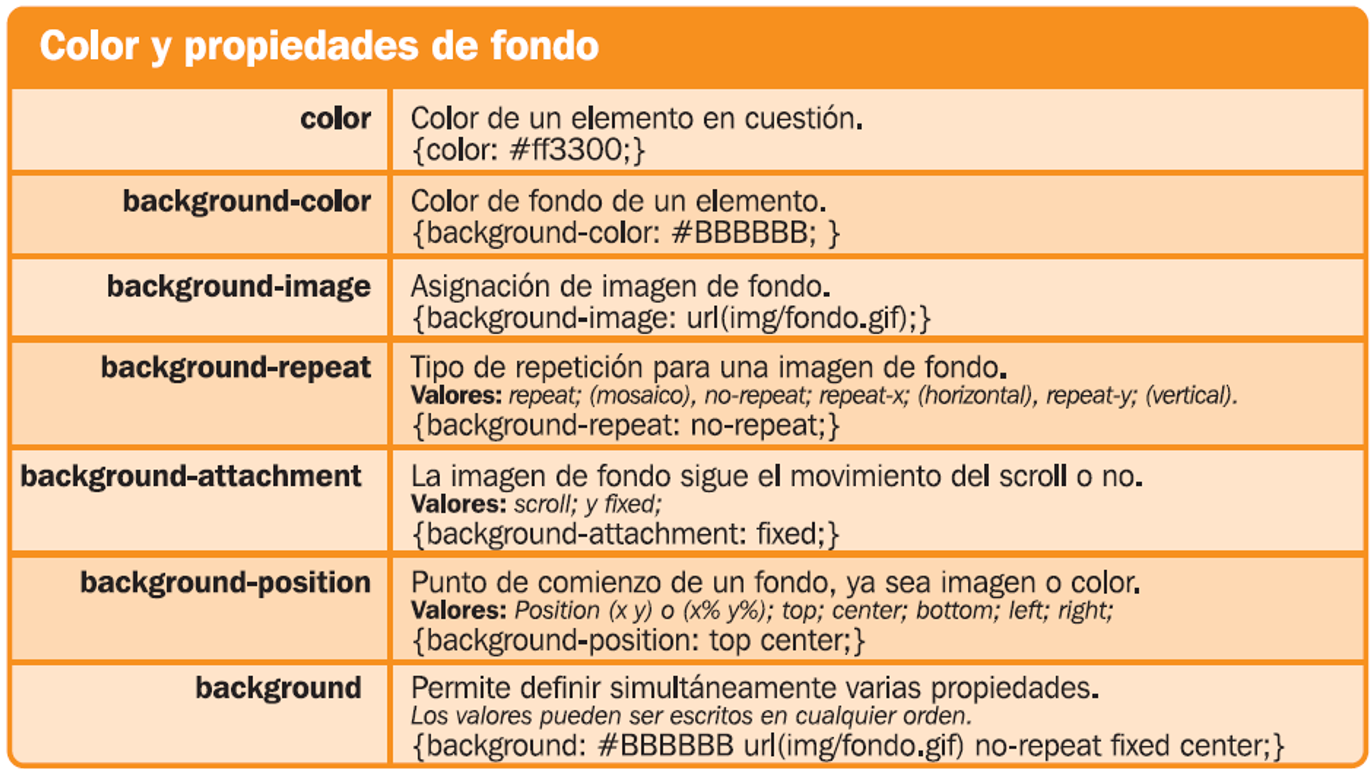 Color y propiedades de fondo
color
Color de un elemento en cuestión.
{color: #ff3300;}
background-color
Color de fondo de un elemento.
{background-color: #BBBBBB; }
background-image
Asignación de imagen de fondo.
{background-image: url(img/fondo.gif);}
background-repeat
Tipo de repetición para una imagen de fondo.
Valores: repeat; (mosaico), no-repeat; repeat-x; (horizontal), repeat-y; (vertical).
{background-repeat: no-repeat;}
background-attachment
La imagen de fondo sigue el movimiento del scroll o no.
Valores: scroll; y fixed;
{background-attachment: fixed;}
background-position
Punto de comienzo de un fondo, ya sea imagen o color.
Valores: Position (x y) o (x% y%); top; center; bottom; left; right;
{background-position: top center;}
background
Permite definir simultáneamente varias propiedades.
Los valores pueden ser escritos en cualquier orden.
{background: #BBBBBB url(img/fondo.gif) no-repeat fixed center;}